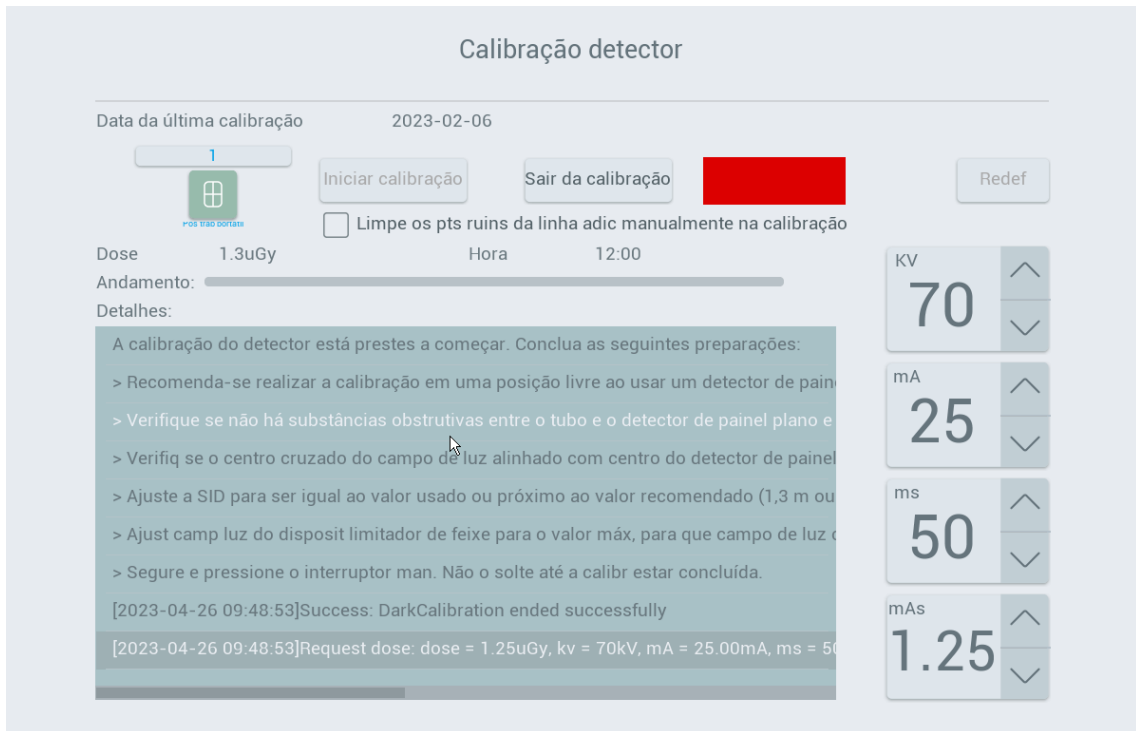 Calibração detector
Data da última calibração 2023-02-06
1
Iniciar calibração Sair da calibração Redef
Pos trão portátil
Limpe os pts ruins da linha adic manualmente na calibração
Dose 1.3uGy Hora 12:00
Andamento:
Detalhes:
A calibração do detector está prestes a começar. Conclua as seguintes preparações:
> Recomenda-se realizar a calibração em uma posição livre ao usar um detector de pain
> Verifique se não há substâncias obstrutivas entre o tubo e o detector de painel plano e
> Verifiq se o centro cruzado do campo de luz alinhado com centro do detector de painel
> Ajuste a SID para ser igual ao valor usado ou próximo ao valor recomendado (1,3 m ou
> Ajust camp luz do disposit limitador de feixe para o valor máx, para que campo de luz c
> Segure e pressione o interruptor man. Não o solte até a calibr estar concluída.
[2023-04-26 09:48:53]Success: DarkCalibration ended successfully
[2023-04-26 09:48:53]Request dose: dose = 1.25uGy, kv = 70kV, mA = 25.00mA, ms = 50
KV
70
mA
25
ms
50
mAs
1.25